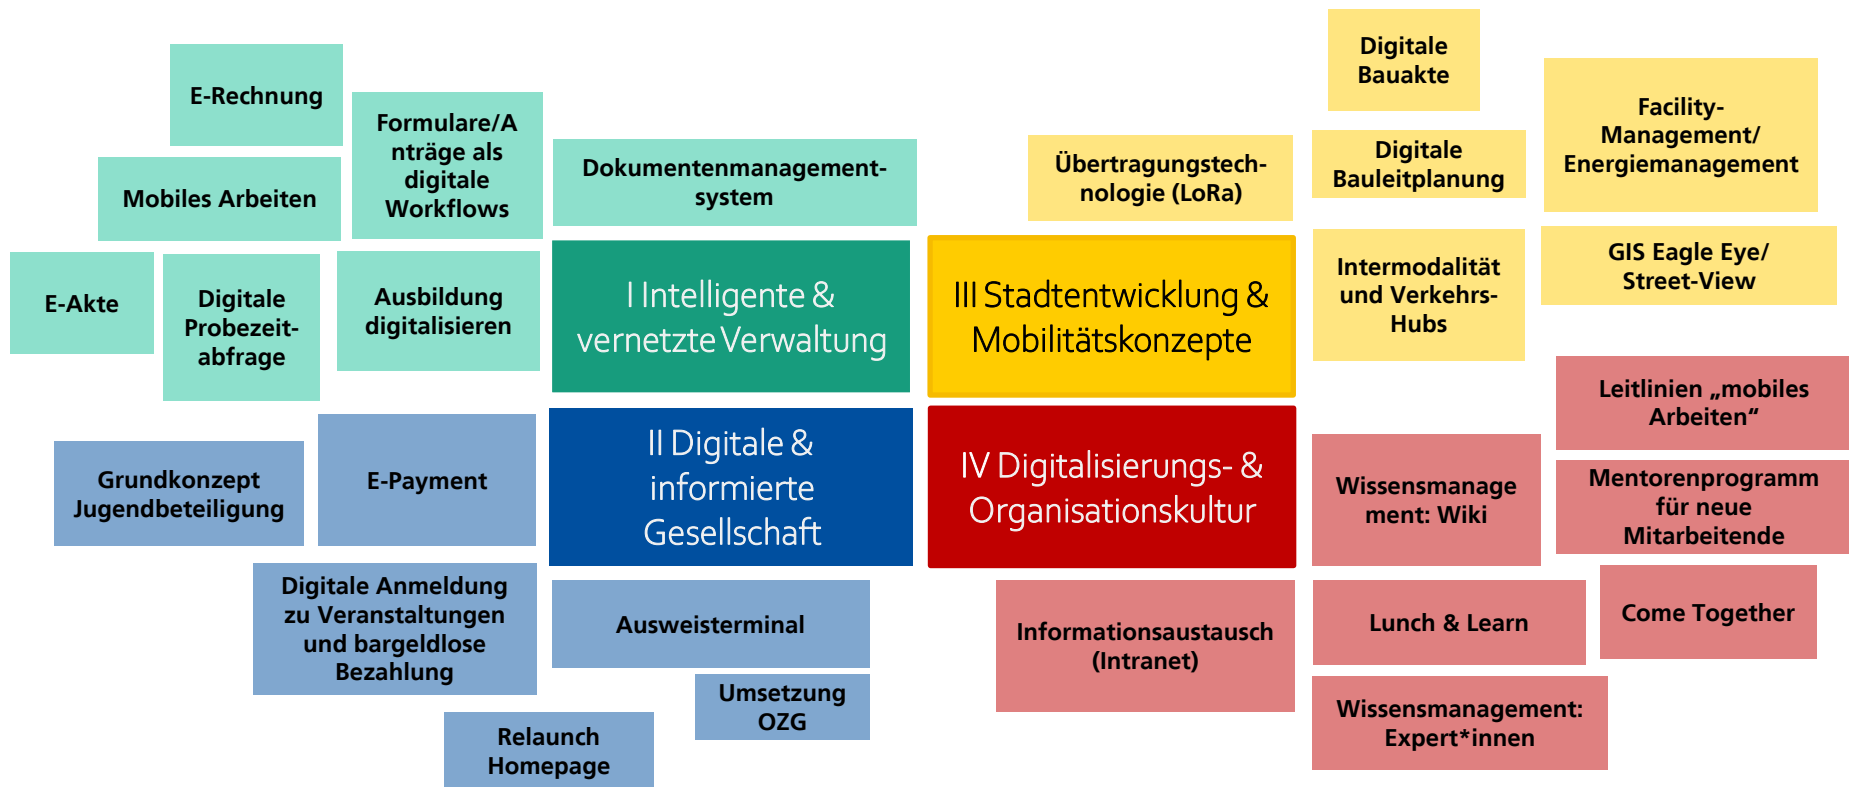 E-Rechnung
Formulare/A
nträge als
digitale
Workflows
Mobiles Arbeiten
Dokumentenmanagement-
system
E-Akte
Digitale
Probezeit-
abfrage
Ausbildung
digitalisieren
I Intelligente &
vernetzte Verwaltung
Digitale
Bauakte
Facility-
Management/
Energiemanagement
Übertragungstech-
nologie (LoRa)
Digitale
Bauleitplanung
III Stadtentwicklung &
Mobilitätskonzepte
Intermodalität
und Verkehrs-
Hubs
GIS Eagle Eye/
Street-View
Grundkonzept
Jugendbeteiligung
E-Payment
II Digitale &
informierte
Gesellschaft
Digitale Anmeldung
zu Veranstaltungen
und bargeldlose
Bezahlung
Ausweisterminal
Umsetzung
OZG
Relaunch
Homepage
IV Digitalisierungs- &
Organisationskultur
Leitlinien „mobiles
Arbeiten“
Wissensmanage
ment: Wiki
Mentorenprogramm
für neue
Mitarbeitende
Informationsaustausch
(Intranet)
Lunch & Learn
Come Together
Wissensmanagement:
Expert*innen